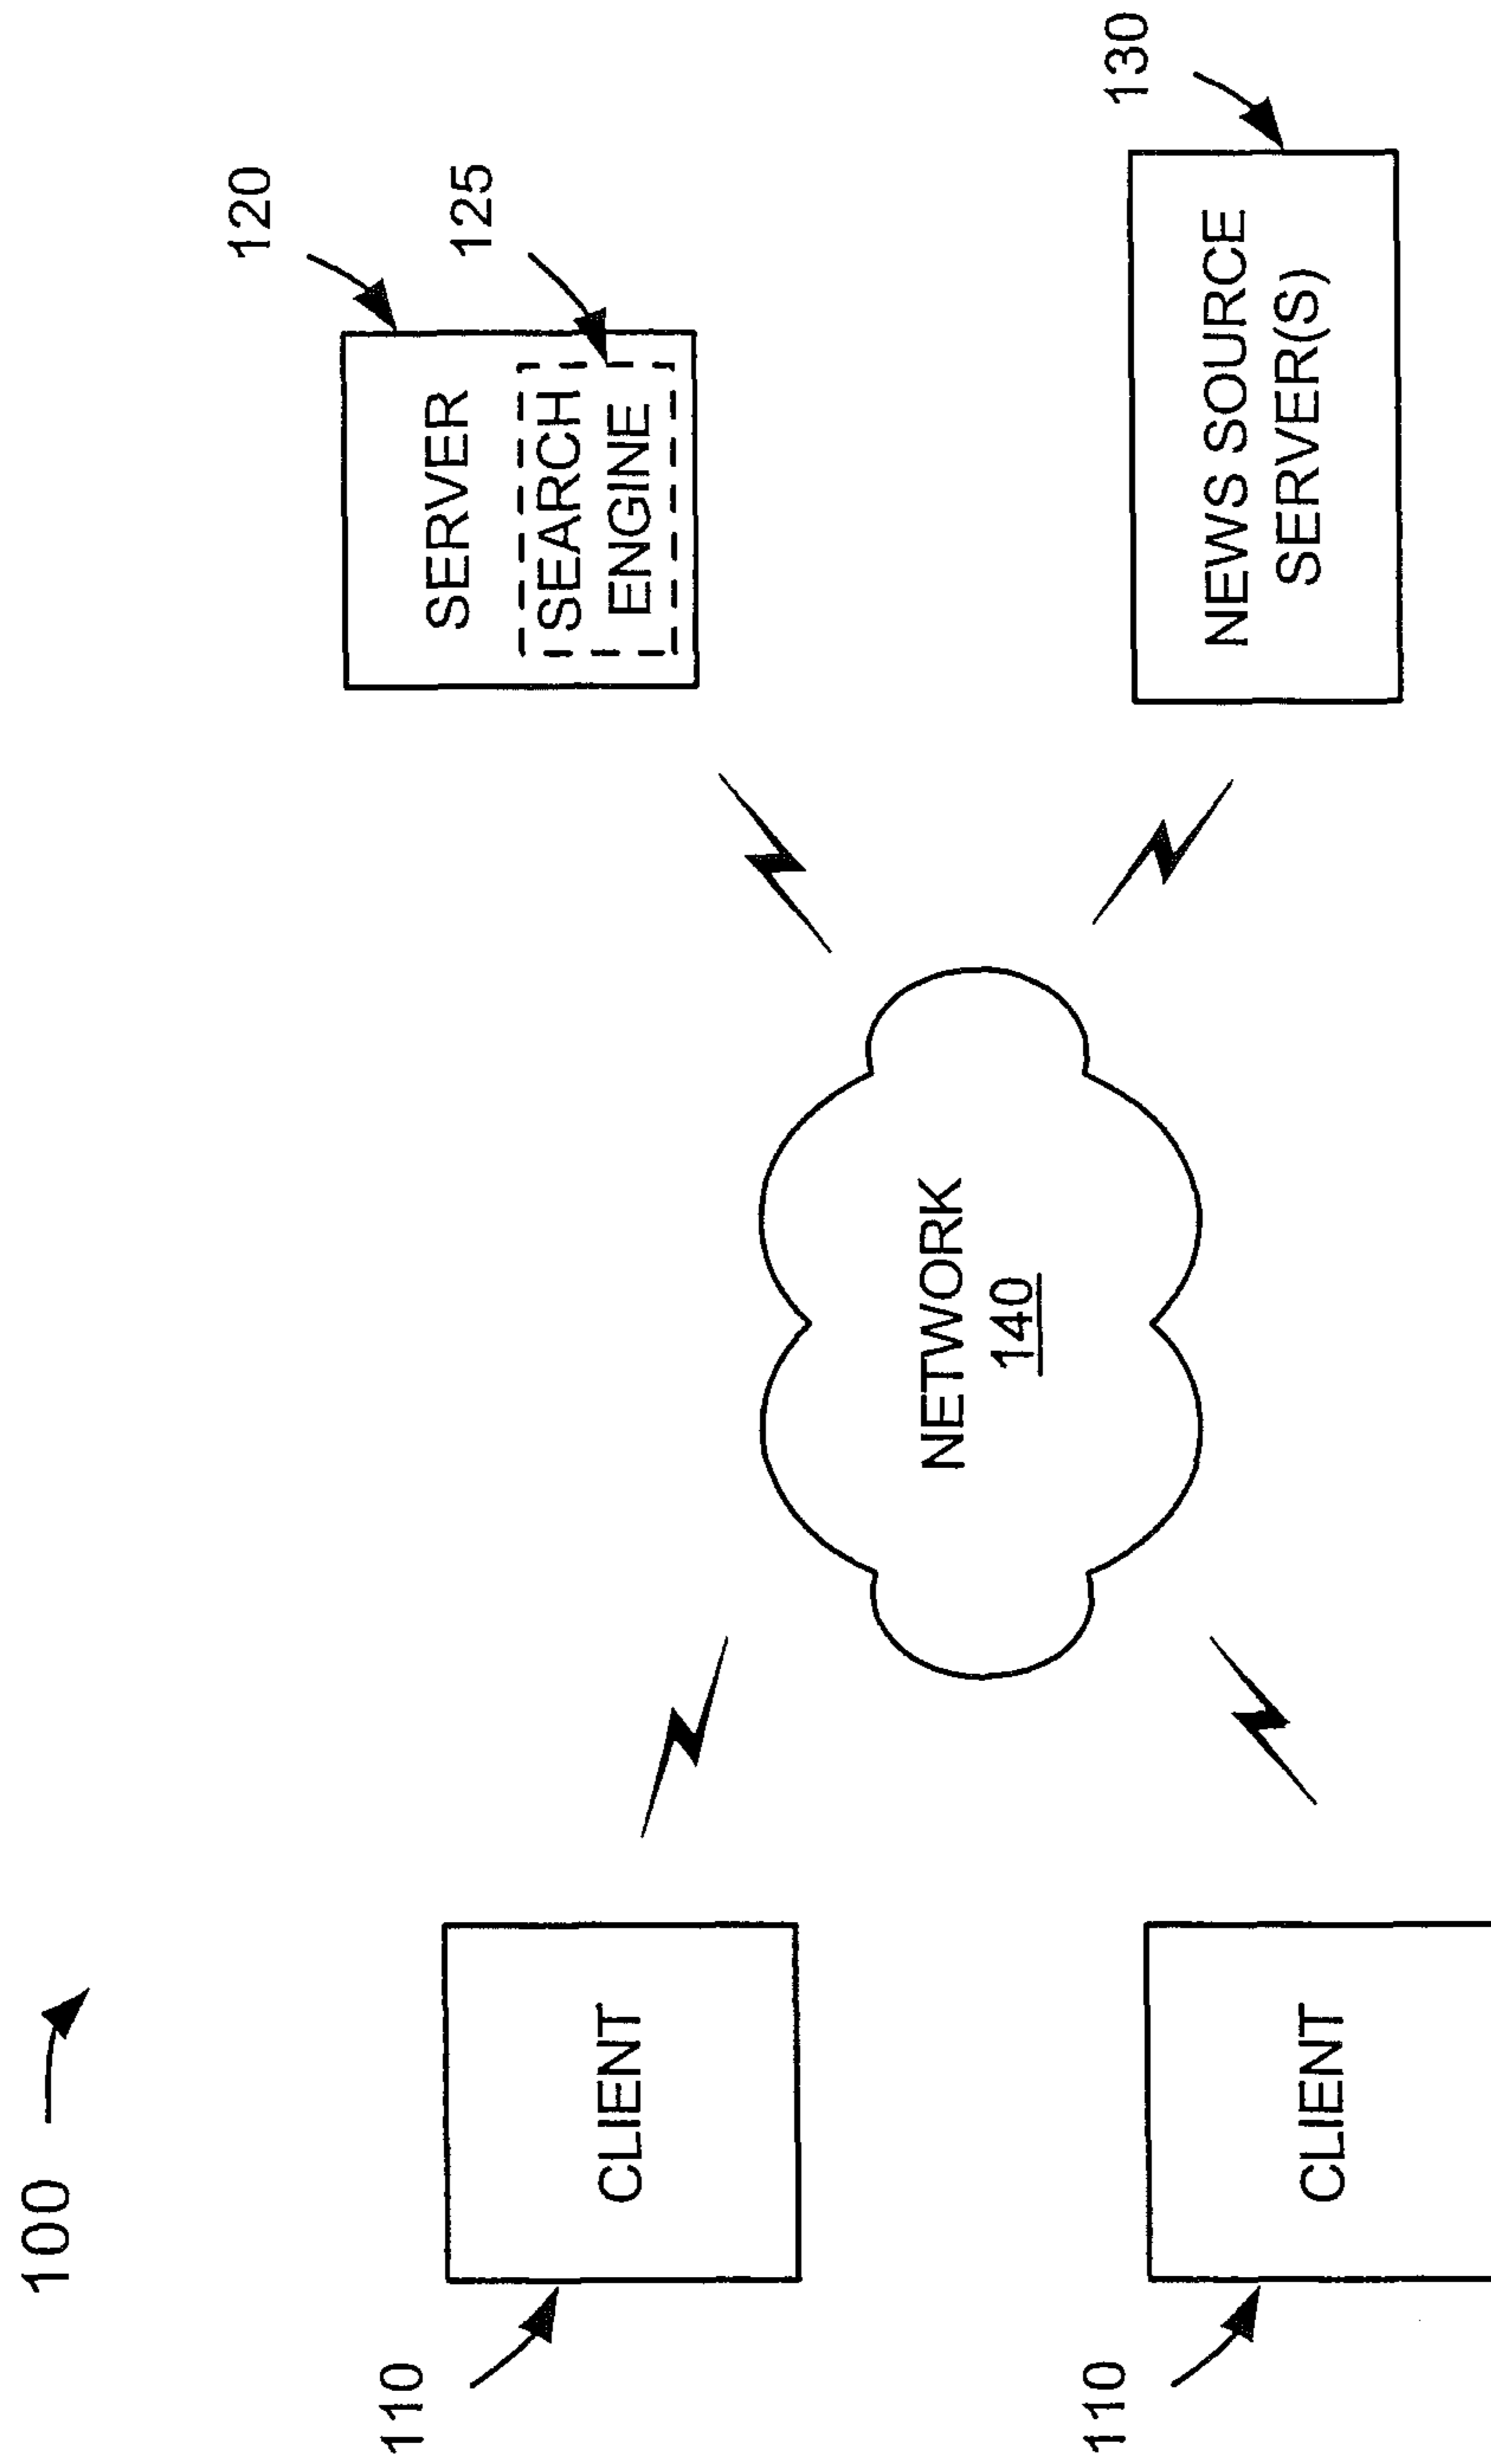 100
120
SERVER
125
SEARCH
ENGINE
110
CLIENT
NETWORK
140
130
NEWS SOURCE
SERVER(S)
110
CLIENT